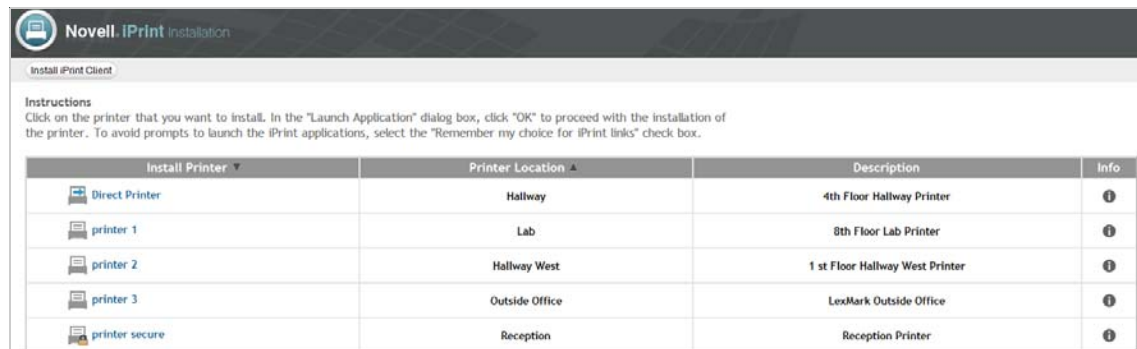 Novell. iPrint Installation
Install iPrint Client
Instructions
Click on the printer that you want to install. In the "Launch Application" dialog box, click "OK" to proceed with the installation of
the printer. To avoid prompts to launch the iPrint applications, select the "Remember my choice for iPrint links" check box.
Install Printer ▼ Printer Location ▲ Description Info
Direct Printer Hallway 4th Floor Hallway Printer
printer 1 Lab 8th Floor Lab Printer
printer 2 Hallway West 1 st Floor Hallway West Printer
printer 3 Outside Office LexMark Outside Office
printer secure Reception Reception Printer